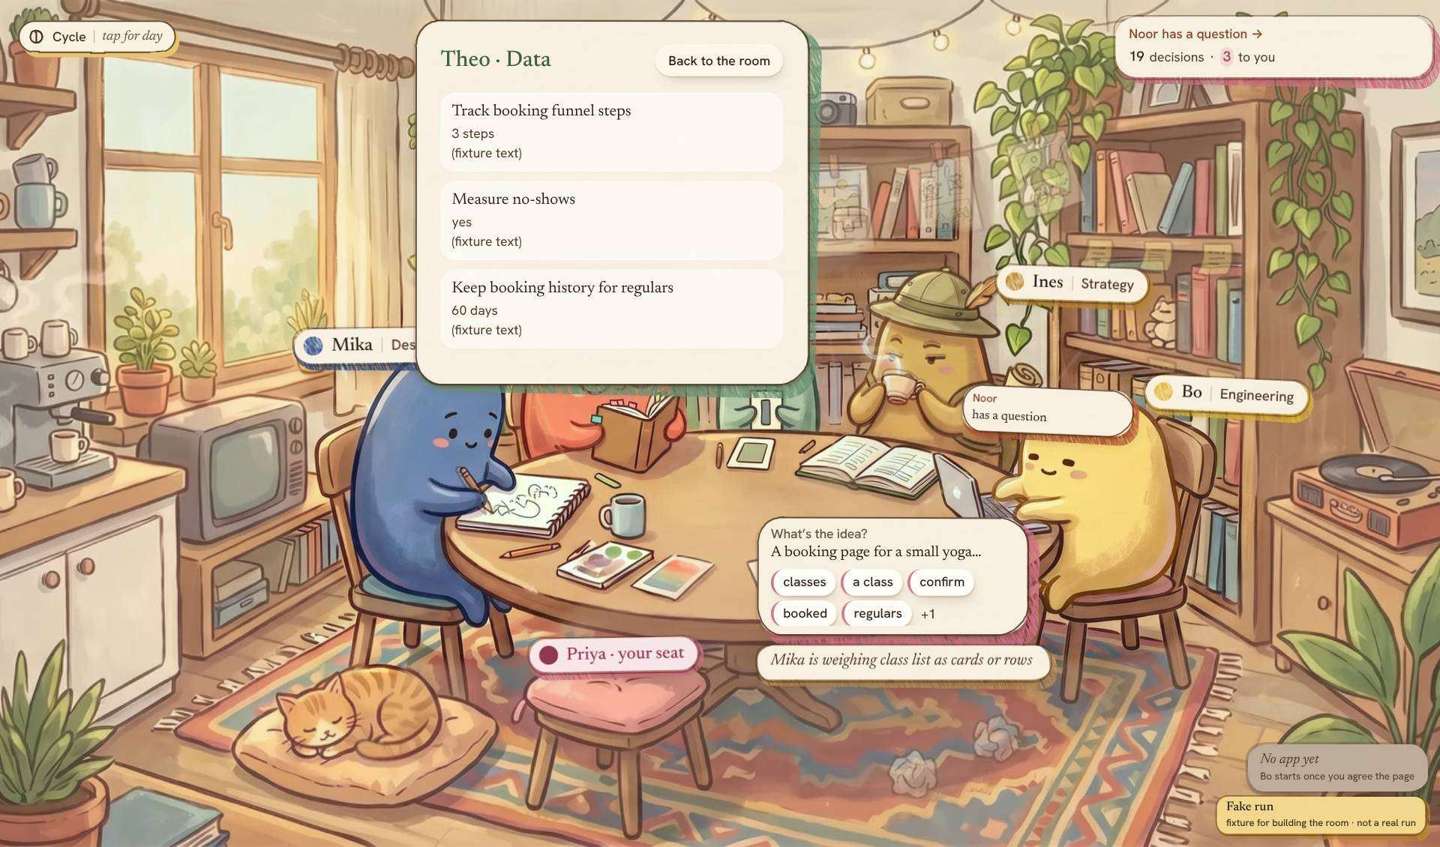 Cycle | tap for day
Theo · Data
Back to the room
Track booking funnel steps
3 steps
(fixture text)
Measure no-shows
yes
(fixture text)
Keep booking history for regulars
60 days
(fixture text)
Noor has a question →
19 decisions · 3 to you
Ines | Strategy
Mika | Des
Bo | Engineering
Noor
has a question
What's the idea?
A booking page for a small yoga...
classes a class confirm
booked regulars +1
Mika is weighing class list as cards or rows
Priya · your seat
No app yet
Bo starts once you agree the page
Fake run
fixture for building the room · not a real run